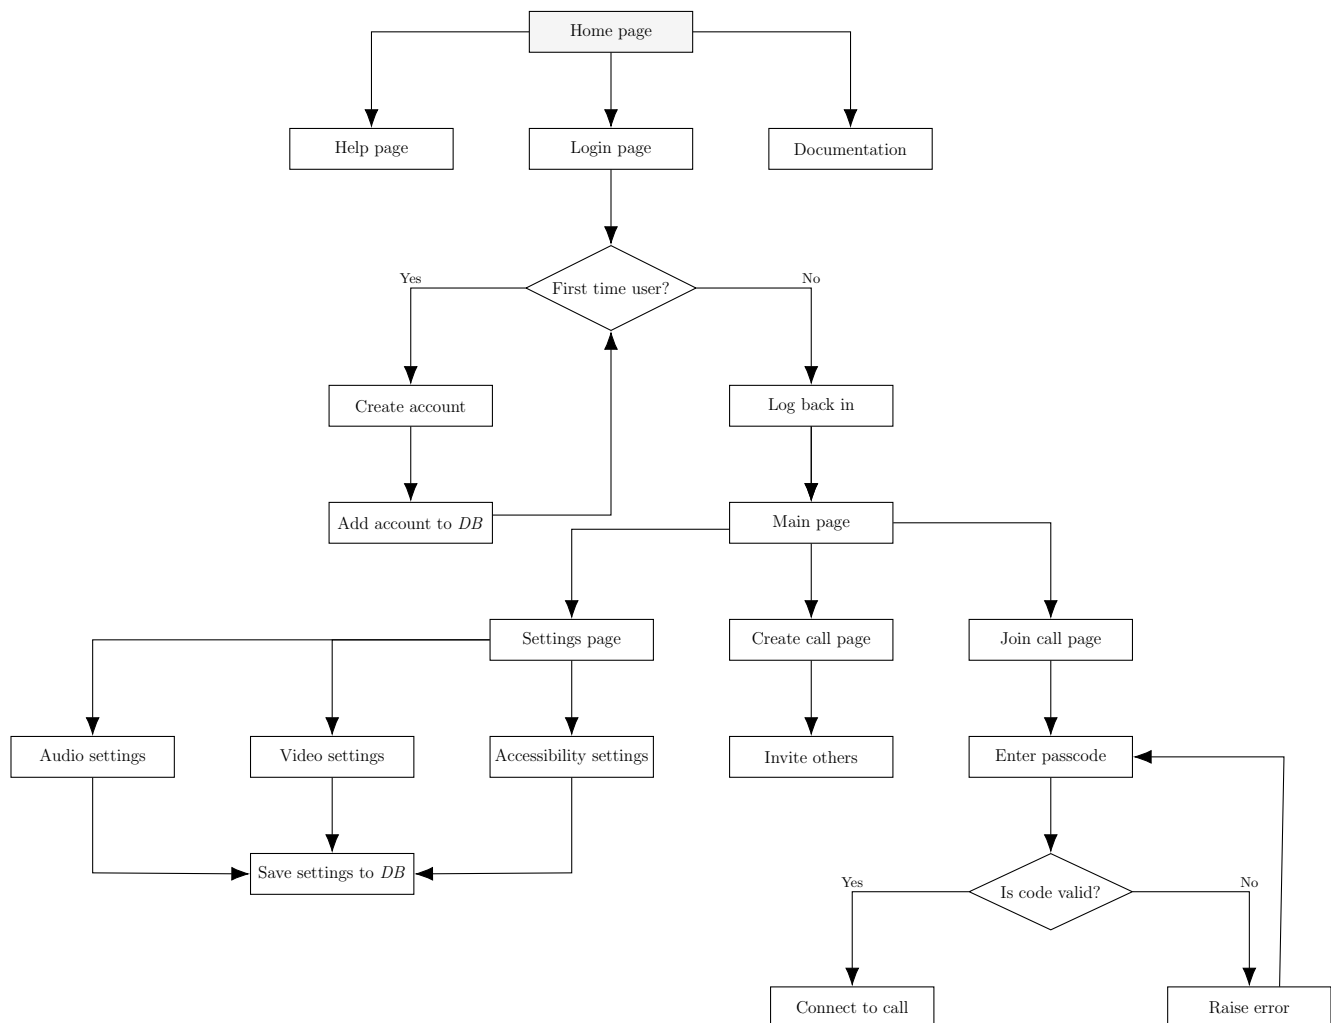 Home page
Help page
Login page
Documentation
First time user?
Yes
No
Create account
Log back in
Add account to DB
Main page
Settings page
Create call page
Join call page
Audio settings
Video settings
Accessibility settings
Invite others
Enter passcode
Save settings to DB
Is code valid?
Yes
No
Connect to call
Raise error